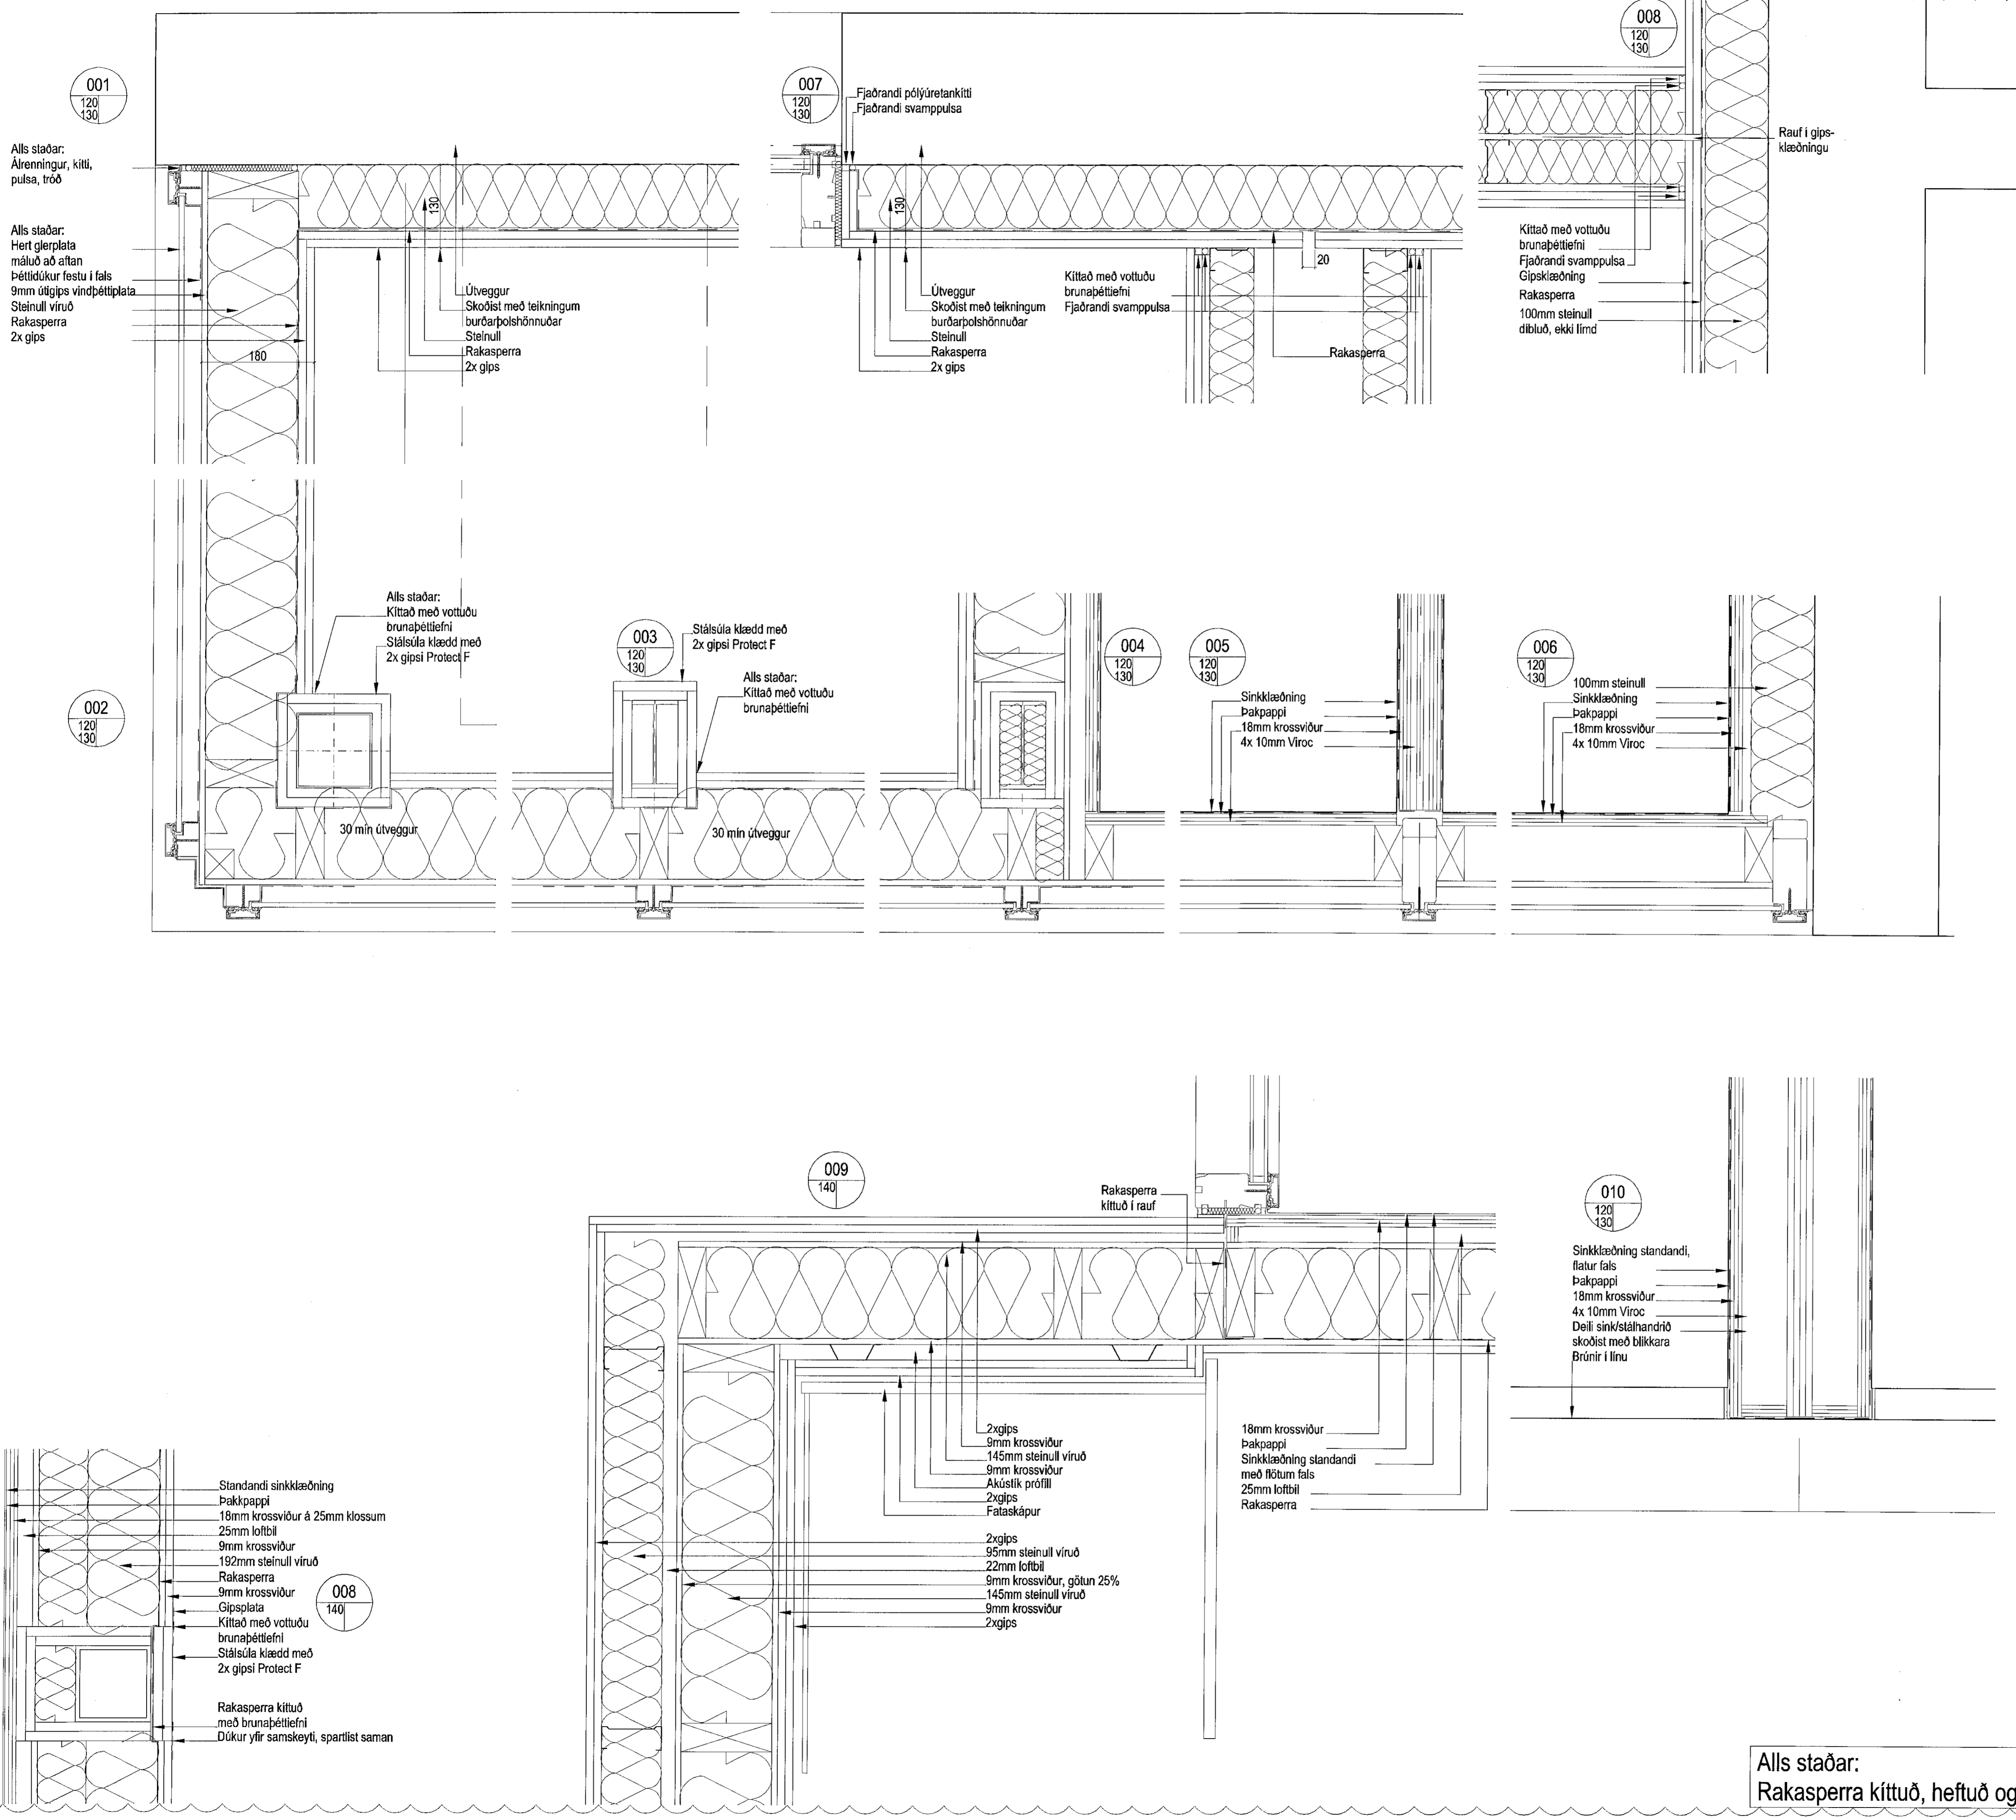 001
120
130
Alls staðar:
Álrenningur, kítti,
pulsa, tróð
Alls staðar:
Hert glerplata
máluð að aftan
Þéttidúkur festu í fals
9mm útigips vindþéttiplata
Steinull víruð
Rakasperra
2x gips
180
130
Útveggur
Skoðist með teikningum
burðarþolshönnuðar
Steinull
Rakasperra
2x gips
007
120
130
Fjaðrandi pólýúretankítti
Fjaðrandi svamppulsa
130
Útveggur
Skoðist með teikningum
burðarþolshönnuðar
Steinull
Rakasperra
2x gips
Kíttað með vottuðu
brunaþéttiefni
Fjaðrandi svamppulsa
20
Rakasperra
008
120
130
Rauf í gips-
klæðningu
Kíttað með vottuðu
brunaþéttiefni
Fjaðrandi svamppulsa
Gipsklæðning
Rakasperra
100mm steinull
díbluð, ekki límd
002
120
130
Alls staðar:
Kíttað með vottuðu
brunaþéttiefni
Stálsúla klædd með
2x gipsi Protect F
30 mín útveggur
003
120
130
Stálsúla klædd með
2x gipsi Protect F
Alls staðar:
Kíttað með vottuðu
brunaþéttiefni
30 mín útveggur
004
120
130
005
120
130
Sinkklæðning
Þakpappi
18mm krossviður
4x 10mm Viroc
006
120
130
100mm steinull
Sinkklæðning
Þakpappi
18mm krossviður
4x 10mm Viroc
009
140
Rakasperra
kíttuð í rauf
2xgips
9mm krossviður
145mm steinull víruð
9mm krossviður
Akústík prófíll
2xgips
Fataskápur
2xgips
95mm steinull víruð
22mm loftbil
9mm krossviður, götun 25%
145mm steinull víruð
9mm krossviður
2xgips
18mm krossviður
Þakpappi
Sinkklæðning standandi
með flötum fals
25mm loftbil
Rakasperra
010
120
130
Sinkklæðning standandi,
flatur fals
Þakpappi
18mm krossviður
4x 10mm Viroc
Deili sink/stálhandrið
skoðist með blikkara
Brúnir í línu
Standandi sinkklæðning
Þakkpappi
18mm krossviður á 25mm klossum
25mm loftbil
9mm krossviður
192mm steinull víruð
Rakasperra
9mm krossviður
Gipsplata
Kíttað með vottuðu
brunaþéttiefni
Stálsúla klædd með
2x gipsi Protect F
008
140
Rakasperra kíttuð
með brunaþéttiefni
Dúkur yfir samskeyti, spartlist saman
Alls staðar:
Rakasperra kíttuð, heftuð og